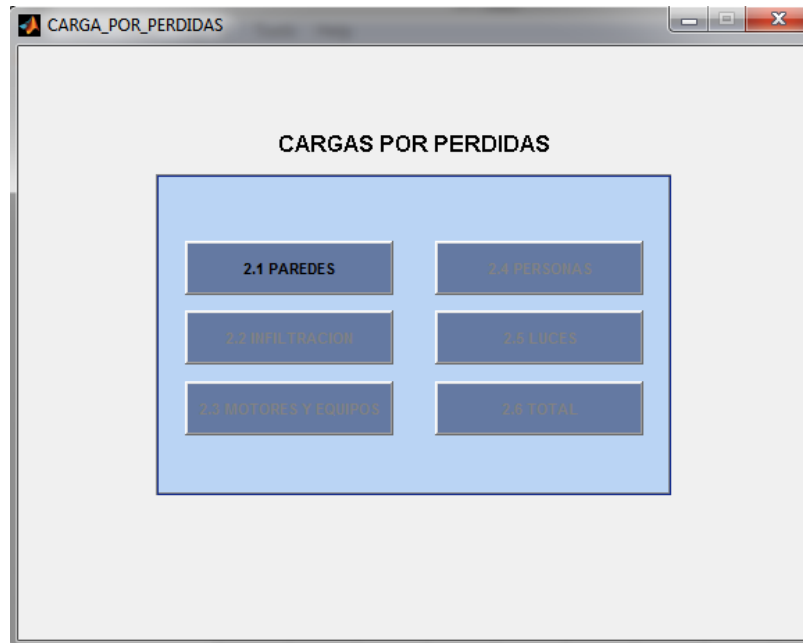 CARGA_POR_PERDIDAS
CARGAS POR PERDIDAS
2.1 PAREDES
2.4 PERSONAS
2.2 INFILTRACION
2.5 LUCES
2.3 MOTORES Y EQUIPOS
2.6 TOTAL